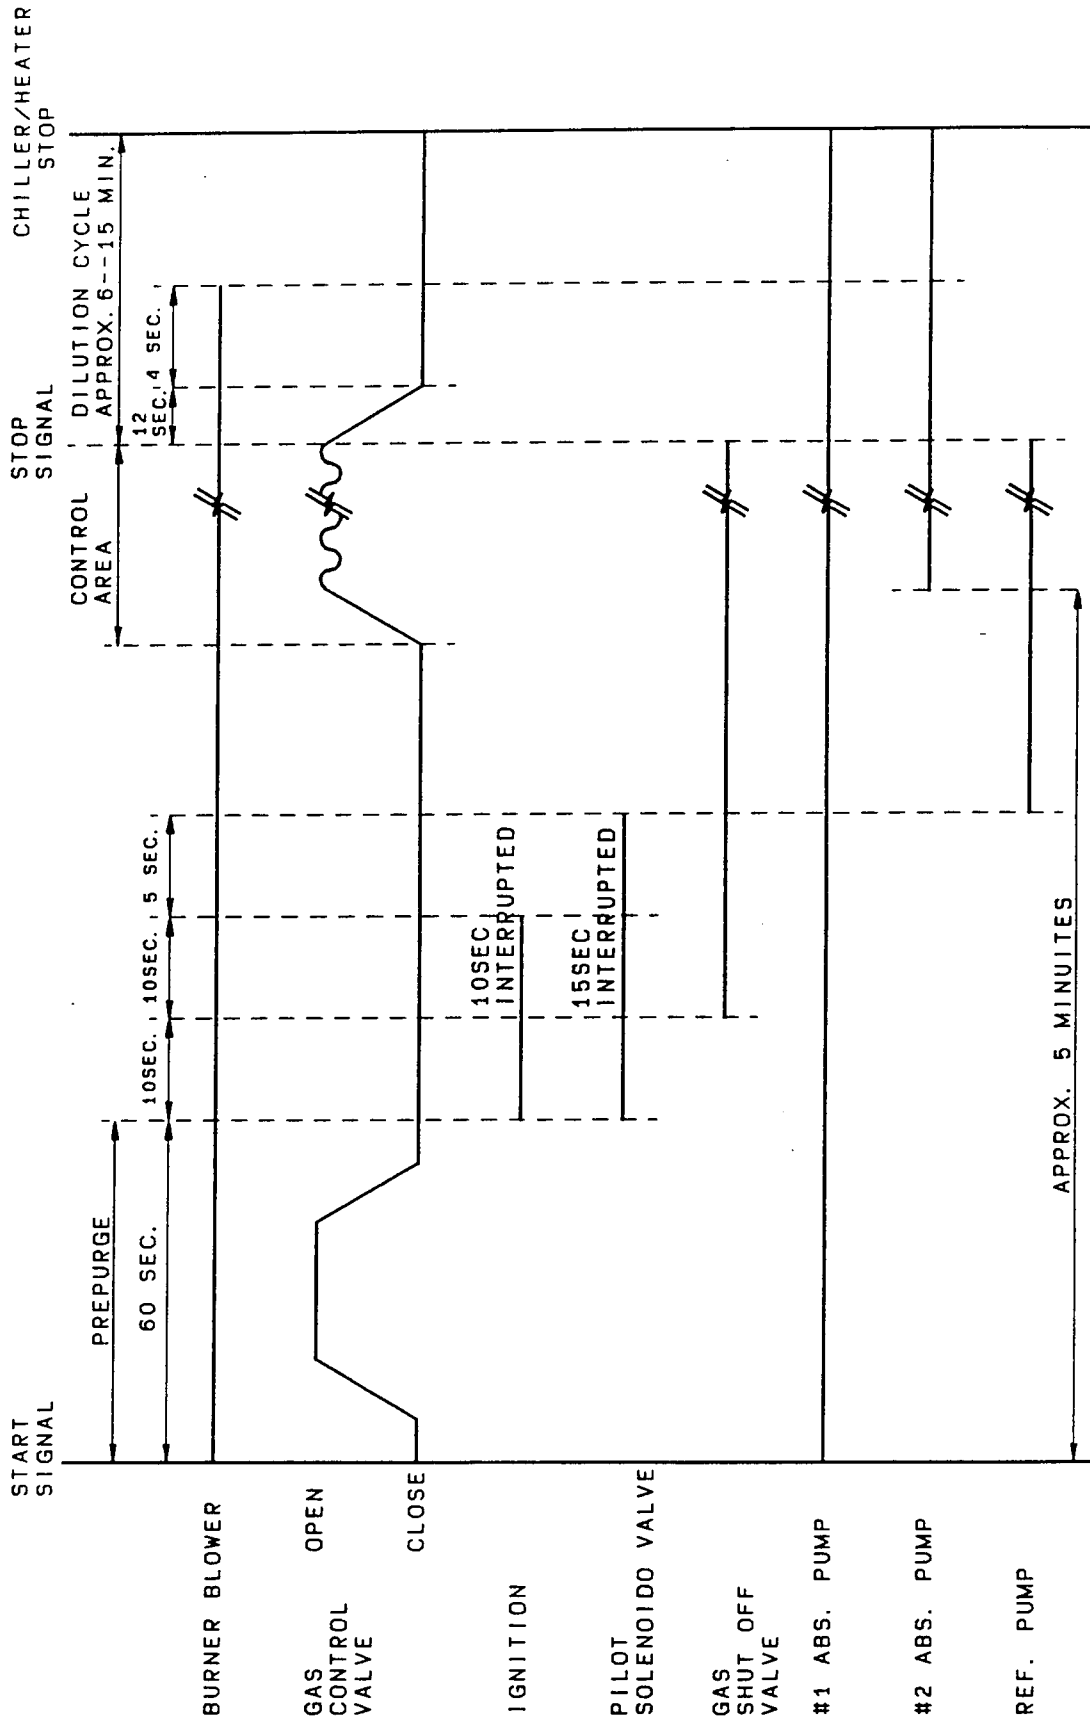 START
SIGNAL
STOP
SIGNAL
CHILLER/HEATER
STOP
PREPURGE
CONTROL
AREA
DILUTION CYCLE
APPROX. 6--15 MIN.
60 SEC.
10SEC.
10SEC.
5 SEC.
12
SEC.
4 SEC.
BURNER BLOWER
GAS
CONTROL
VALVE
OPEN
CLOSE
IGNITION
10SEC
INTERRUPTED
PILOT
SOLENOIDO VALVE
15SEC
INTERRUPTED
GAS
SHUT OFF
VALVE
#1 ABS. PUMP
#2 ABS. PUMP
REF. PUMP
APPROX. 5 MINUITES